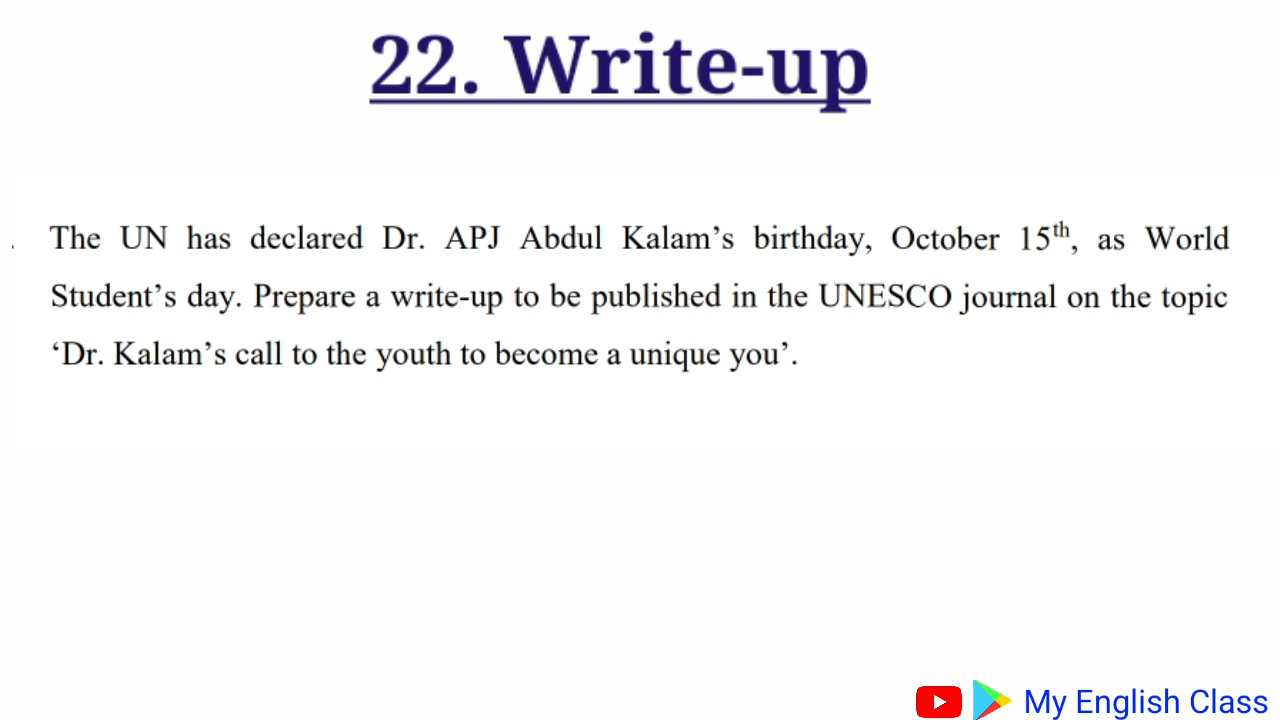 22. Write-up
. The UN has declared Dr. APJ Abdul Kalam’s birthday, October 15th, as World
Student’s day. Prepare a write-up to be published in the UNESCO journal on the topic
‘Dr. Kalam’s call to the youth to become a unique you’.
My English Class